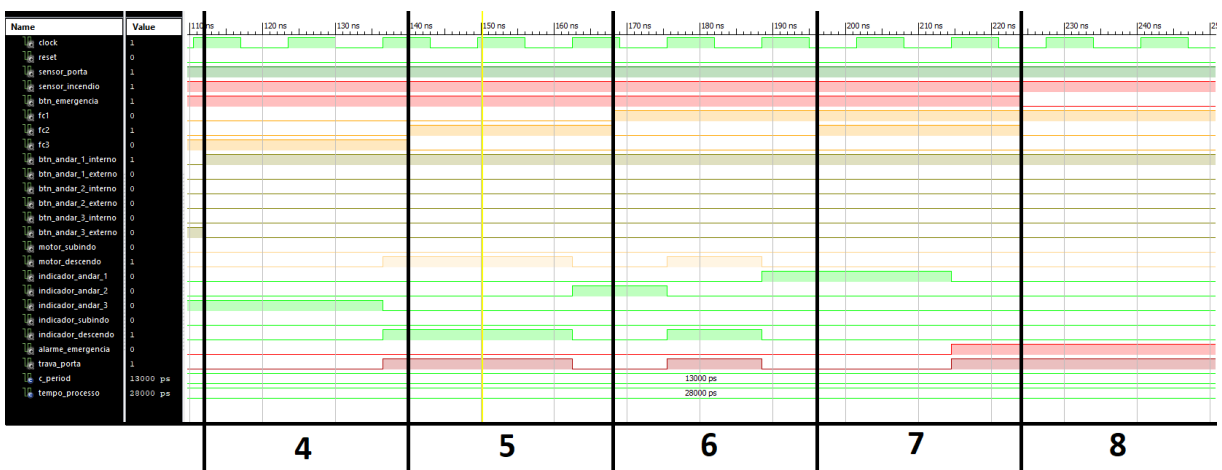 Name Value 110 ns 120 ns 130 ns 140 ns 150 ns 160 ns 170 ns 180 ns 190 ns 200 ns 210 ns 220 ns 230 ns 240 ns
clock 1
reset 0
sensor_porta 1
sensor_incendio 1
btn_emergencia 1
fc1 0
fc2 1
fc3 0
btn_andar_1_interno 1
btn_andar_1_externo 0
btn_andar_2_interno 0
btn_andar_2_externo 0
btn_andar_3_interno 0
btn_andar_3_externo 0
motor_subindo 0
motor_descendo 1
indicador_andar_1 0
indicador_andar_2 0
indicador_andar_3 0
indicador_subindo 0
indicador_descendo 1
alarme_emergencia 0
trava_porta 1
c_period 13000 ps 13000 ps
tempo_processo 28000 ps 28000 ps
4 5 6 7 8